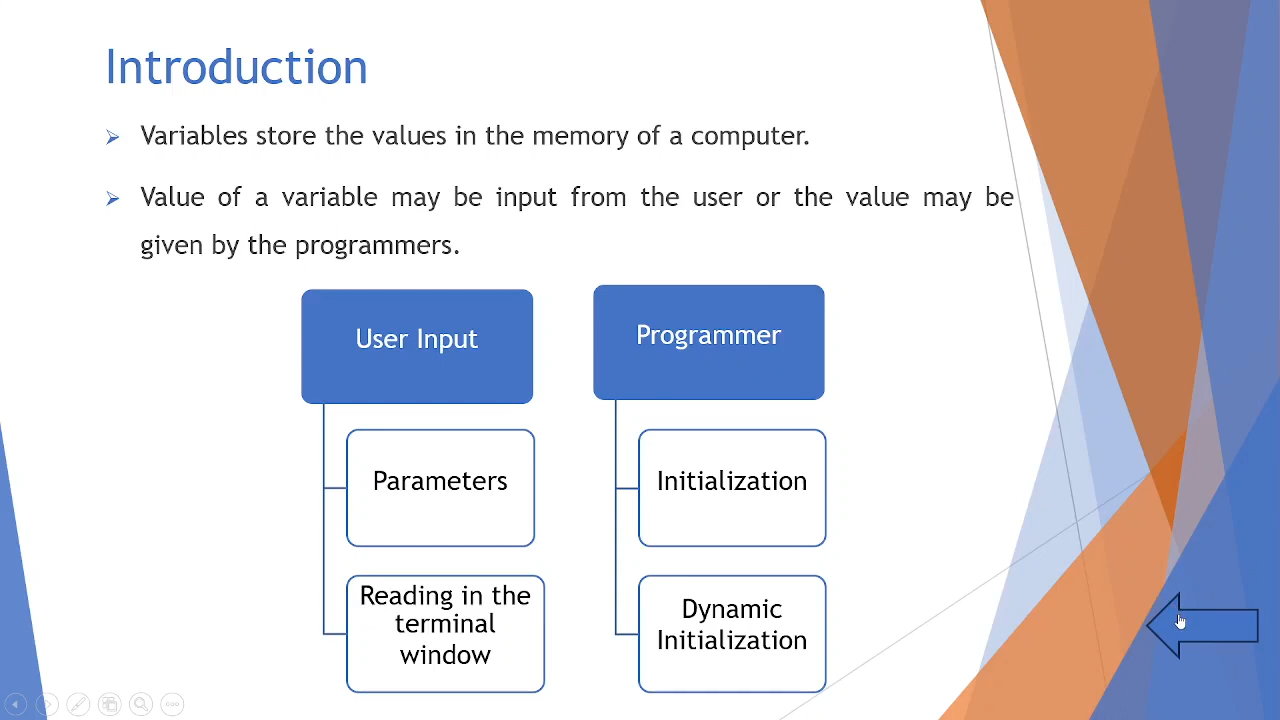 Introduction
Variables store the values in the memory of a computer.
Value of a variable may be input from the user or the value may be
given by the programmers.
User Input
Programmer
Parameters
Initialization
Reading in the
terminal
window
Dynamic
Initialization